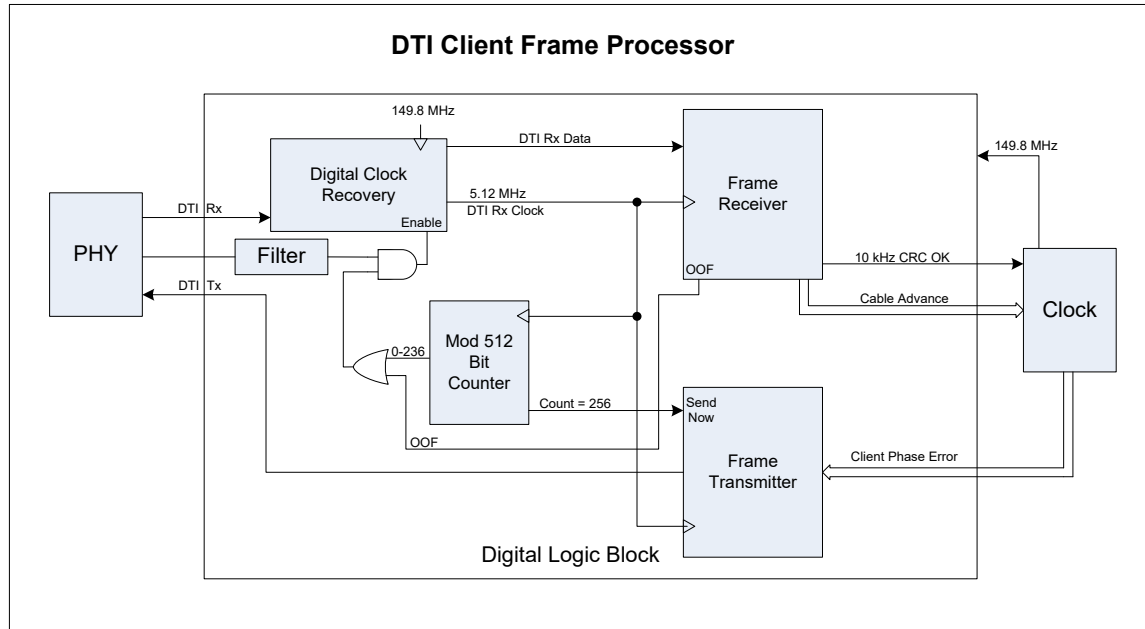 DTI Client Frame Processor
149.8 MHz
DTI Rx Data
Digital Clock
Recovery
Enable
5.12 MHz
DTI Rx Clock
Frame
Receiver
OOF
149.8 MHz
PHY
DTI Rx
Filter
DTI Tx
10 kHz CRC OK
Cable Advance
Clock
Mod 512
Bit
Counter
0-236
Count = 256
OOF
Send
Now
Frame
Transmitter
Client Phase Error
Digital Logic Block